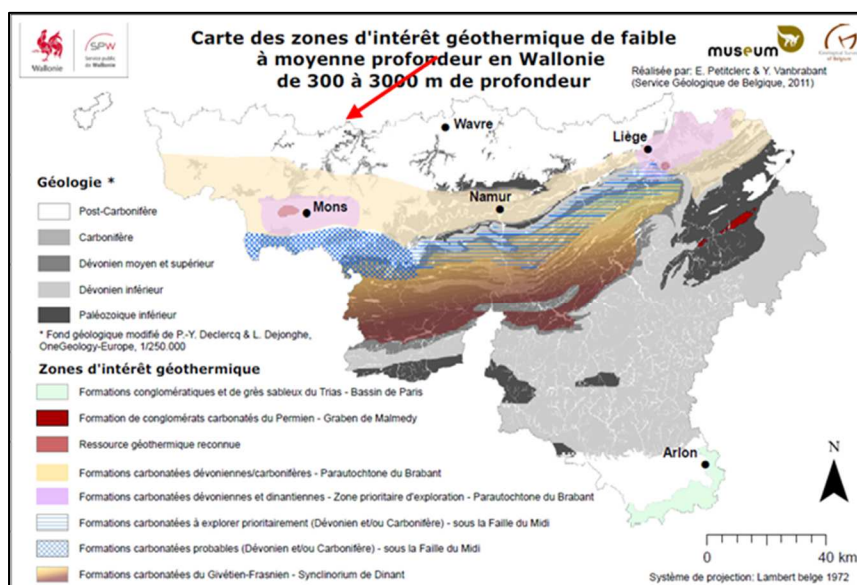 Wallonie
SPW
Service public
de Wallonie
Carte des zones d'intérêt géothermique de faible
à moyenne profondeur en Wallonie
de 300 à 3000 m de profondeur
museum
Geological Survey
of Belgium
Réalisée par: E. Petitclerc & Y. Vanbrabant
(Service Géologique de Belgique, 2011)
Wavre
Liège
Mons
Namur
Arlon
Géologie *
Post-Carbonifère
Carbonifère
Dévonien moyen et supérieur
Dévonien inférieur
Paléozoique inférieur
* Fond géologique modifié de P.-Y. Declercq & L. Dejonghe,
OneGeology-Europe, 1/250.000
Zones d'intérêt géothermique
Formations conglomératiques et de grès sableux du Trias - Bassin de Paris
Formation de conglomérats carbonatés du Permien - Graben de Malmedy
Ressource géothermique reconnue
Formations carbonatées dévoniennes/carbonifères - Parautochtone du Brabant
Formations carbonatées dévoniennes et dinantiennes - Zone prioritaire d'exploration - Parautochtone du Brabant
Formations carbonatées à explorer prioritairement (Dévonien et/ou Carbonifère) - sous la Faille du Midi
Formations carbonatées probables (Dévonien et/ou Carbonifère) - sous la Faille du Midi
Formations carbonatées du Givétien-Frasnien - Synclinorium de Dinant
N
0 40 km
Système de projection: Lambert belge 1972